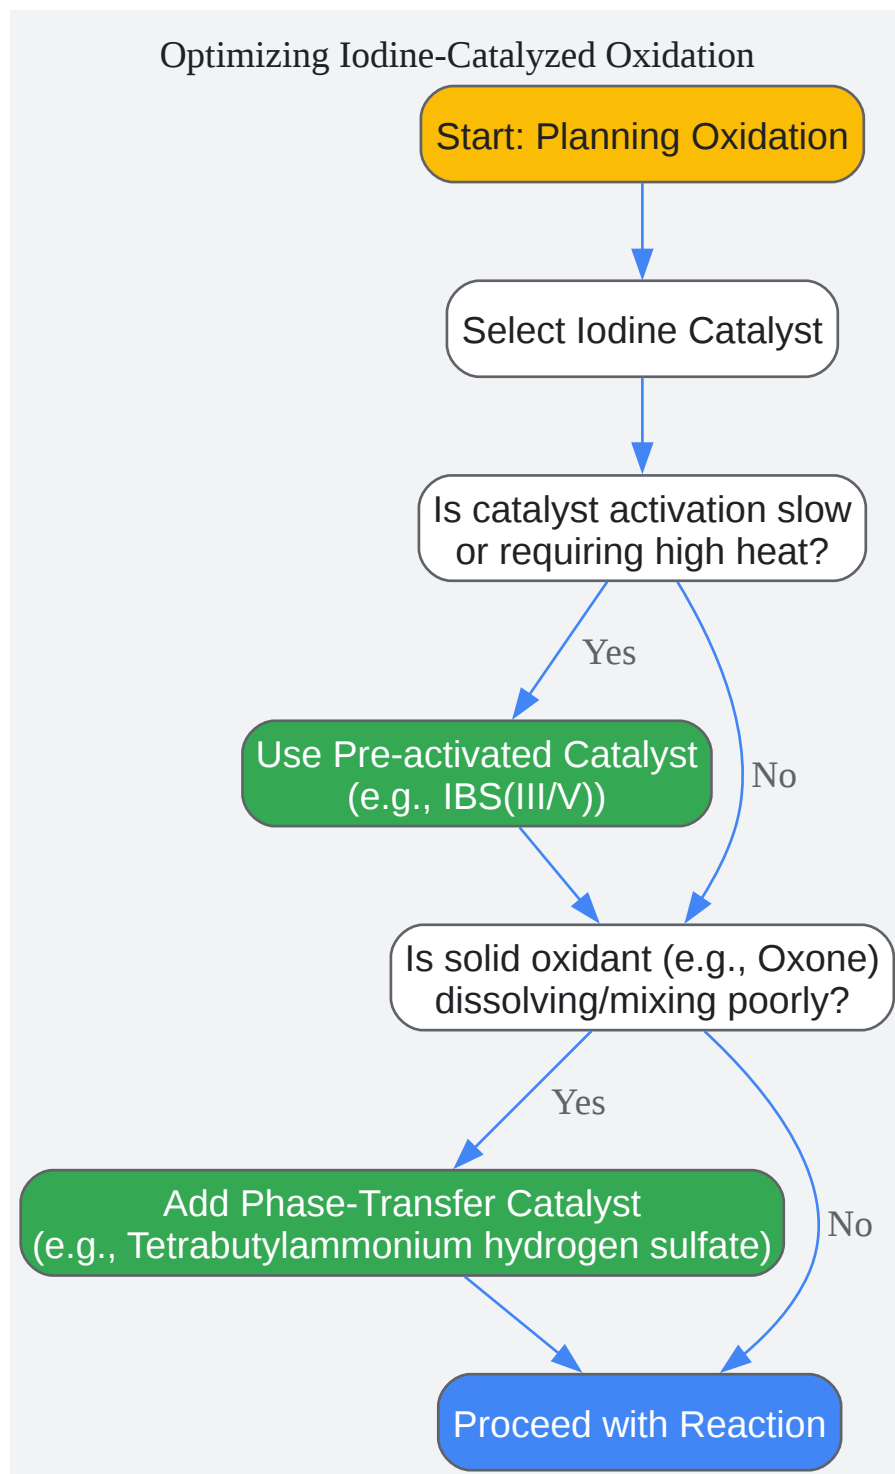 Optimizing Iodine-Catalyzed Oxidation
Start: Planning Oxidation
Select Iodine Catalyst
Is catalyst activation slow
or requiring high heat?
Yes
No
Use Pre-activated Catalyst
(e.g., IBS(III/V))
Is solid oxidant (e.g., Oxone)
dissolving/mixing poorly?
Yes
No
Add Phase-Transfer Catalyst
(e.g., Tetrabutylammonium hydrogen sulfate)
Proceed with Reaction